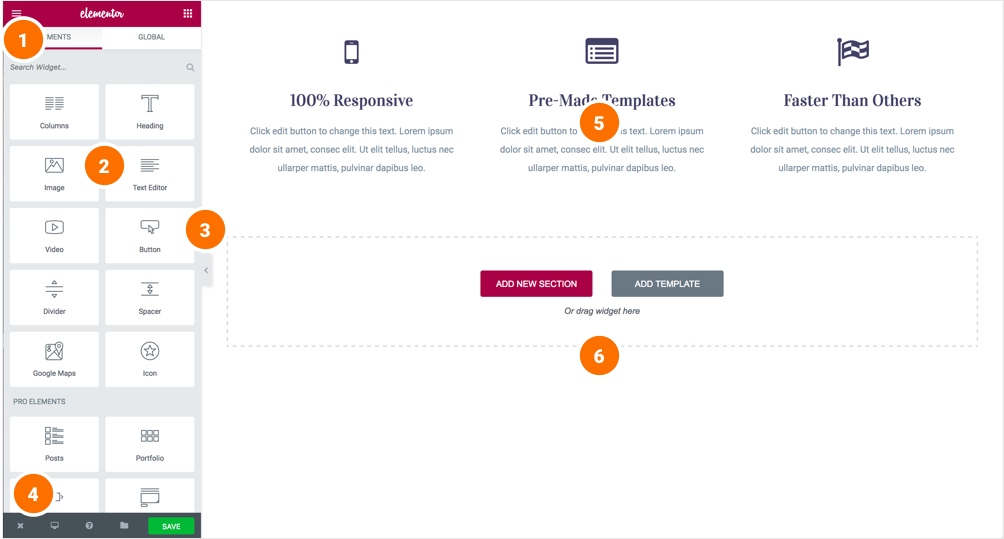 elementor
1
MENTS
GLOBAL
Search Widget...
Columns
Heading
2
Image
Text Editor
Video
Button
3
Divider
Spacer
Google Maps
Icon
PRO ELEMENTS
Posts
Portfolio
4
SAVE
100% Responsive
Click edit button to change this text. Lorem ipsum
dolor sit amet, consec elit. Ut elit tellus, luctus nec
ullarper mattis, pulvinar dapibus leo.
Pre-Made Templates
5
Click edit button to s text. Lorem ipsum
dolor sit amet, consec elit. Ut elit tellus, luctus nec
ullarper mattis, pulvinar dapibus leo.
Faster Than Others
Click edit button to change this text. Lorem ipsum
dolor sit amet, consec elit. Ut elit tellus, luctus nec
ullarper mattis, pulvinar dapibus leo.
ADD NEW SECTION
ADD TEMPLATE
Or drag widget here
6